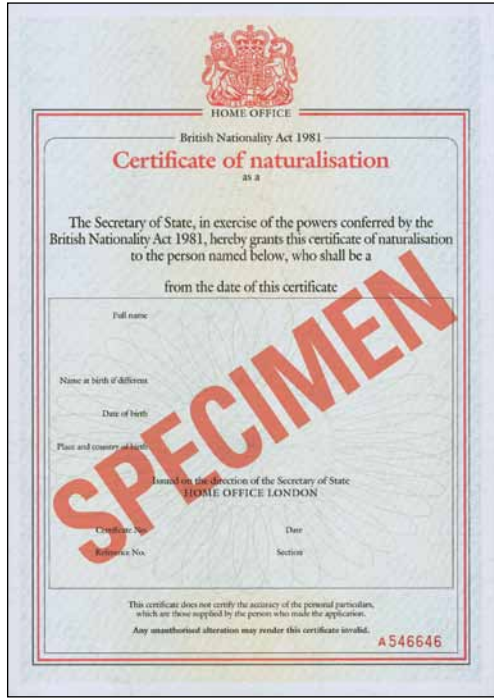 HOME OFFICE
British Nationality Act 1981
Certificate of naturalisation
as a
The Secretary of State, in exercise of the powers conferred by the
British Nationality Act 1981, hereby grants this certificate of naturalisation
to the person named below, who shall be a
from the date of this certificate
Full name
Name at birth if different
Date of birth
Place and country of birth
SPECIMEN
Issued on the direction of the Secretary of State
HOME OFFICE LONDON
Certificate No. Date
Reference No. Section
This certificate does not certify the accuracy of the personal particulars,
which are those supplied by the person who made the application.
Any unauthorised alteration may render this certificate invalid.
A 546646